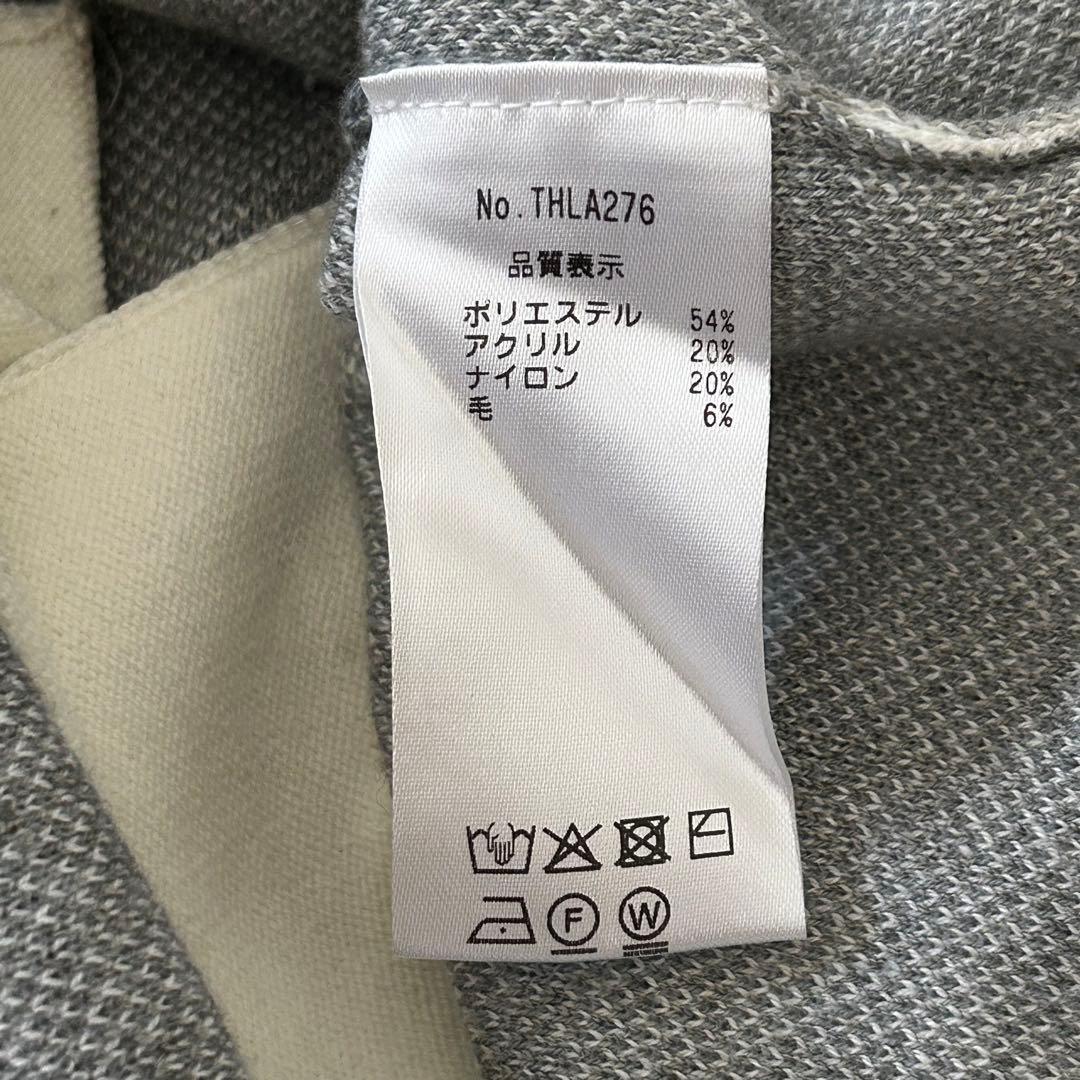 No.THLA276
品質表示
ポリエステル 54%
アクリル 20%
ナイロン 20%
毛 6%
F W